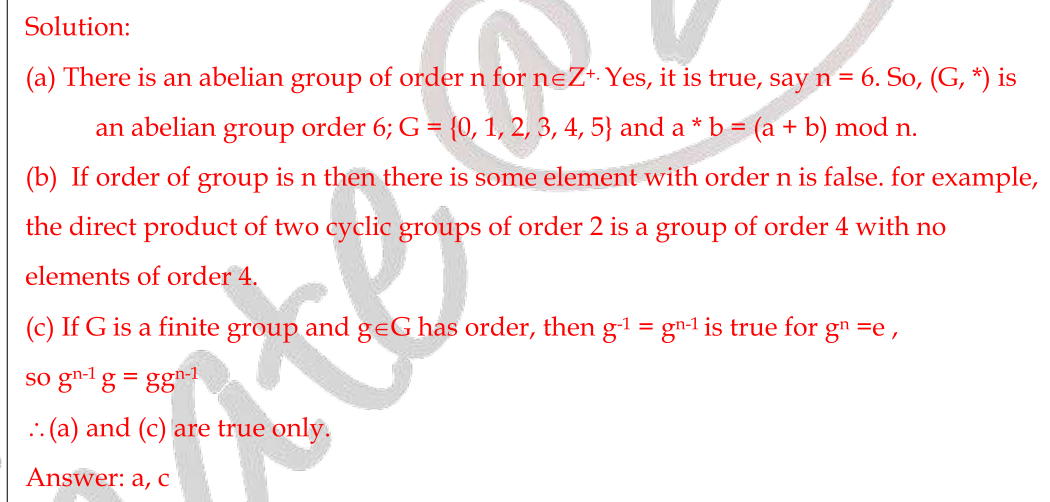 Solution:
(a) There is an abelian group of order n for n∈Z⁺· Yes, it is true, say n = 6. So, (G, *) is
an abelian group order 6; G = {0, 1, 2, 3, 4, 5} and a * b = (a + b) mod n.
(b) If order of group is n then there is some element with order n is false. for example,
the direct product of two cyclic groups of order 2 is a group of order 4 with no
elements of order 4.
(c) If G is a finite group and g∈G has order, then g⁻¹ = gⁿ⁻¹ is true for gⁿ =e ,
so gⁿ⁻¹ g = ggⁿ⁻¹
∴(a) and (c) are true only.
Answer: a, c